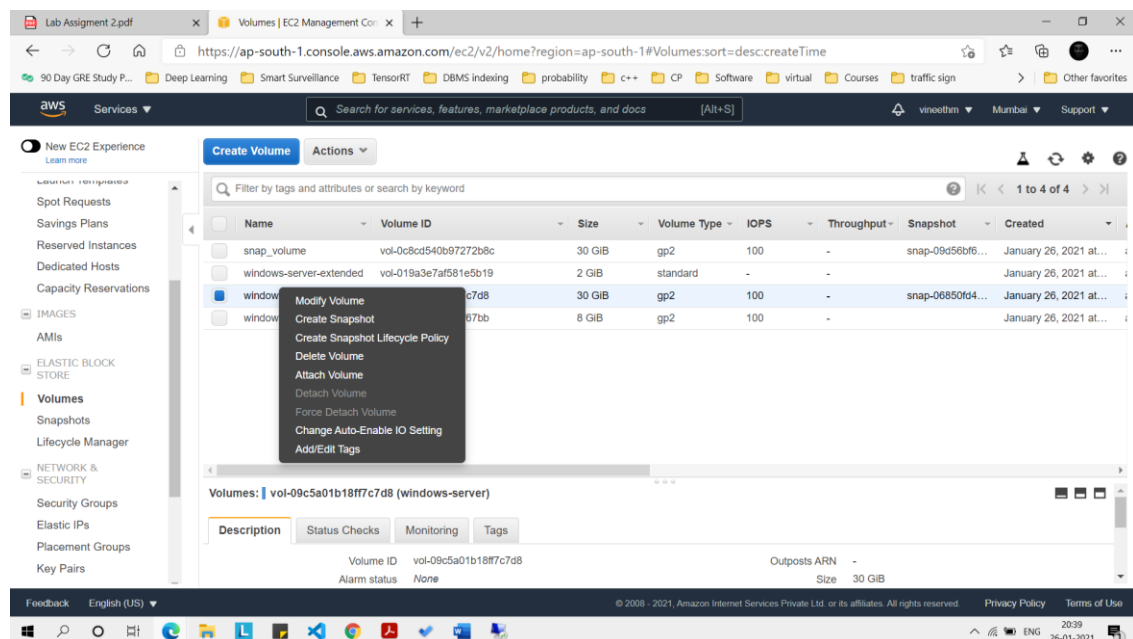 Lab Assigment 2.pdf
Volumes | EC2 Management Con
https://ap-south-1.console.aws.amazon.com/ec2/v2/home?region=ap-south-1#Volumes:sort=desc:createTime
90 Day GRE Study P... Deep Learning Smart Surveillance TensorRT DBMS indexing probability c++ CP Software virtual Courses traffic sign Other favorites
aws Services Search for services, features, marketplace products, and docs [Alt+S] vineethm Mumbai Support
New EC2 Experience
Learn more
Launch Templates
Spot Requests
Savings Plans
Reserved Instances
Dedicated Hosts
Capacity Reservations
IMAGES
AMIs
ELASTIC BLOCK
STORE
Volumes
Snapshots
Lifecycle Manager
NETWORK &
SECURITY
Security Groups
Elastic IPs
Placement Groups
Key Pairs
Create Volume Actions
Filter by tags and attributes or search by keyword 1 to 4 of 4
Name Volume ID Size Volume Type IOPS Throughput Snapshot Created
snap_volume vol-0c8cd540b97272b8c 30 GiB gp2 100 - snap-09d56bf6... January 26, 2021 at...
windows-server-extended vol-019a3e7af581e5b19 2 GiB standard - - January 26, 2021 at...
window c7d8 30 GiB gp2 100 - snap-06850fd4... January 26, 2021 at...
window 67bb 8 GiB gp2 100 - January 26, 2021 at...
Modify Volume
Create Snapshot
Create Snapshot Lifecycle Policy
Delete Volume
Attach Volume
Detach Volume
Force Detach Volume
Change Auto-Enable IO Setting
Add/Edit Tags
Volumes: vol-09c5a01b18ff7c7d8 (windows-server)
Description Status Checks Monitoring Tags
Volume ID vol-09c5a01b18ff7c7d8 Outposts ARN -
Alarm status None Size 30 GiB
Feedback English (US) © 2008 - 2021, Amazon Internet Services Private Ltd. or its affiliates. All rights reserved. Privacy Policy Terms of Use
ENG 20:39
26-01-2021